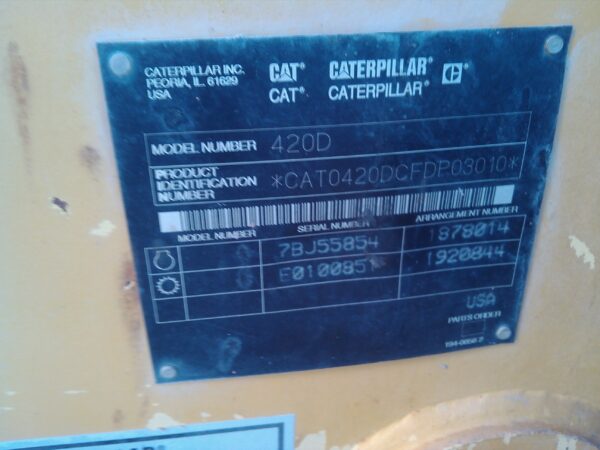 CATERPILLAR INC.
PEORIA, IL 61629
USA
CAT CATERPILLAR
CAT® CATERPILLAR®
MODEL NUMBER 420D
PRODUCT IDENTIFICATION NUMBER *CAT0420DCFDP03010*
MODEL NUMBER SERIAL NUMBER ARRANGEMENT NUMBER
7BJ55854 1878014
E0100851 1920844
USA
PARTS ORDER